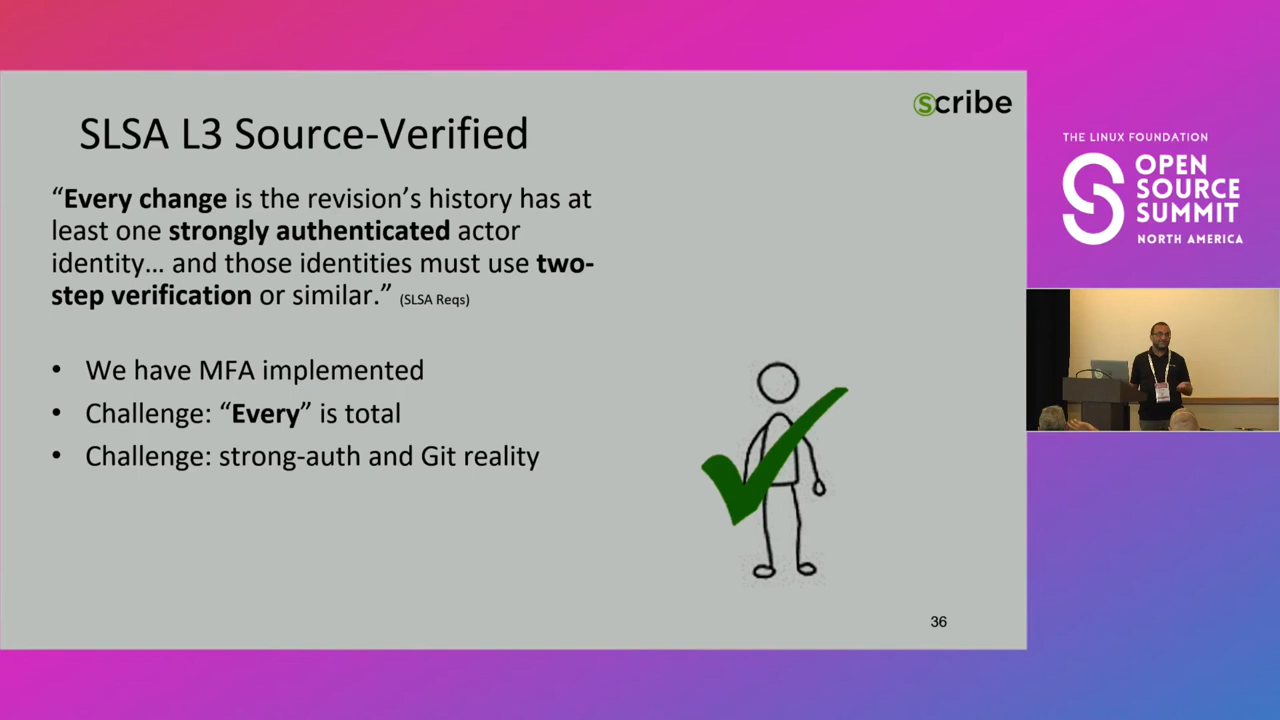 scribe
SLSA L3 Source-Verified
“Every change is the revision’s history has at
least one strongly authenticated actor
identity… and those identities must use two-
step verification or similar.” (SLSA Reqs)
• We have MFA implemented
• Challenge: “Every” is total
• Challenge: strong-auth and Git reality
36
THE LINUX FOUNDATION
OPEN
SOURCE
SUMMIT
NORTH AMERICA